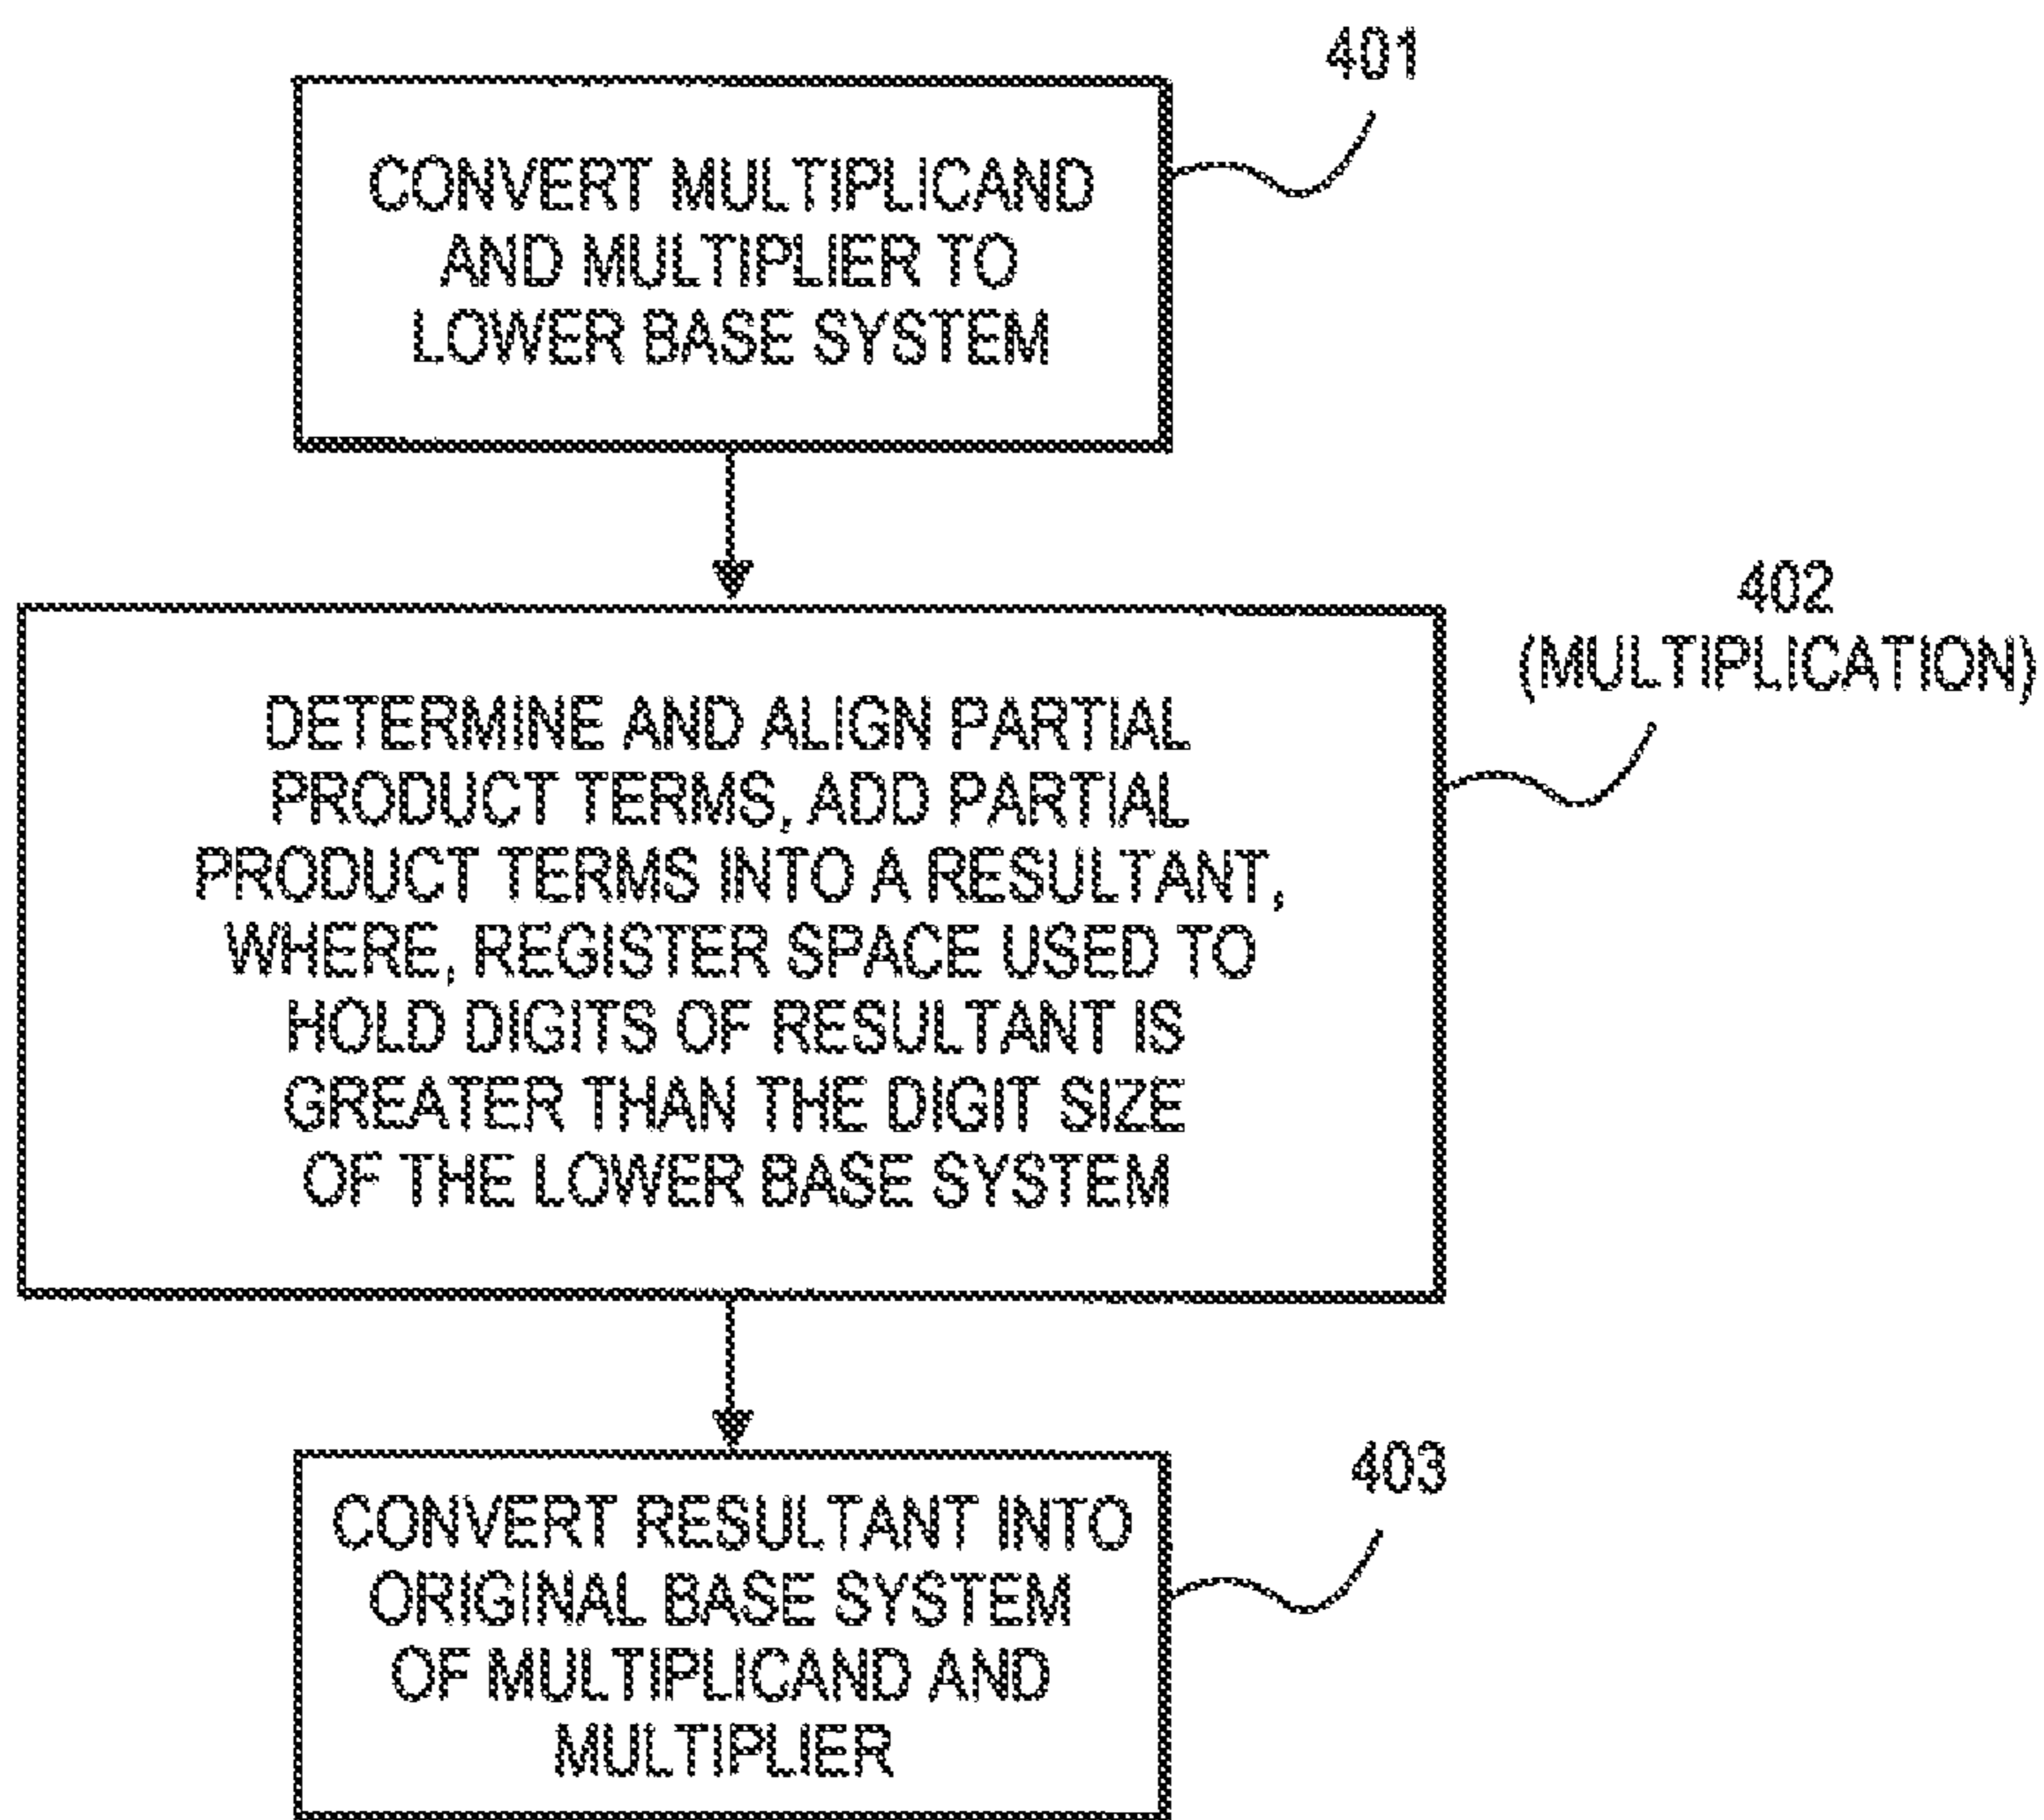 401
CONVERT MULTIPLICAND
AND MULTIPLIER TO
LOWER BASE SYSTEM
402
(MULTIPLICATION)
DETERMINE AND ALIGN PARTIAL
PRODUCT TERMS, ADD PARTIAL
PRODUCT TERMS INTO A RESULTANT,
WHERE, REGISTER SPACE USED TO
HOLD DIGITS OF RESULTANT IS
GREATER THAN THE DIGIT SIZE
OF THE LOWER BASE SYSTEM
403
CONVERT RESULTANT INTO
ORIGINAL BASE SYSTEM
OF MULTIPLICAND AND
MULTIPLIER